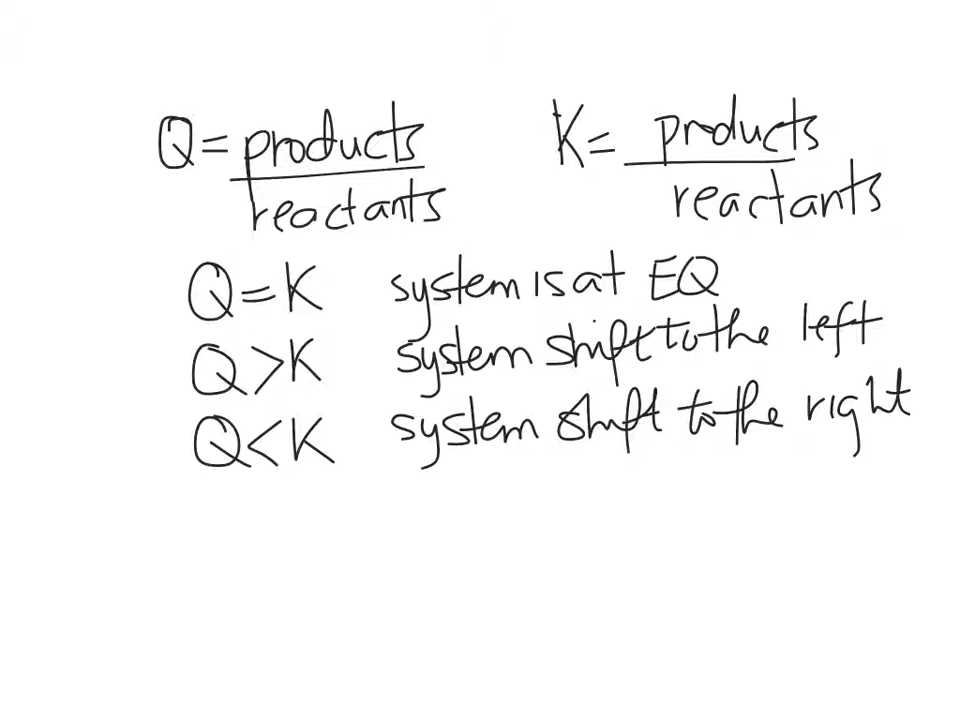 Q = products K = products
reactants reactants
Q = K system is at EQ
Q > K system shift to the left
Q < K system shift to the right